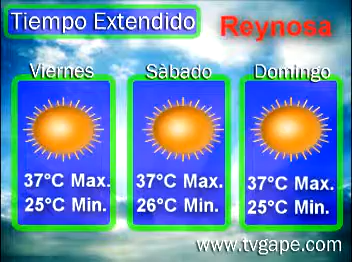 Tiempo Extendido
Reynosa
Viernes
Sàbado
Domingo
37°C Max.
25°C Min.
37°C Max.
26°C Min.
37°C Max.
25°C Min.
www.tvgape.com